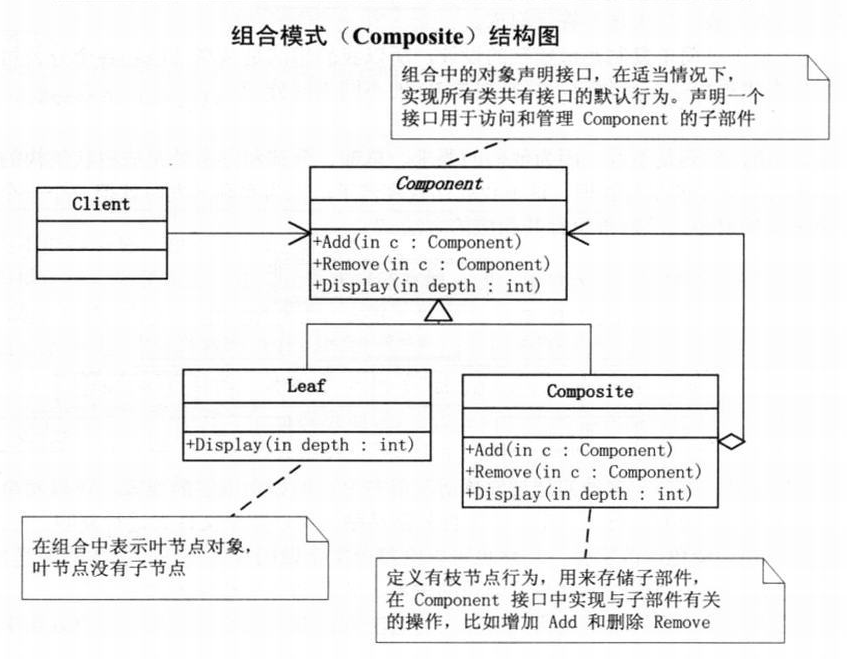 组合模式（Composite）结构图
组合中的对象声明接口，在适当情况下，
实现所有类共有接口的默认行为。声明一个
接口用于访问和管理 Component 的子部件
Component
Client
+Add(in c : Component)
+Remove(in c : Component)
+Display(in depth : int)
Leaf
+Display(in depth : int)
Composite
+Add(in c : Component)
+Remove(in c : Component)
+Display(in depth : int)
在组合中表示叶节点对象，
叶节点没有子节点
定义有枝节点行为，用来存储子部件，
在 Component 接口中实现与子部件有关
的操作，比如增加 Add 和删除 Remove